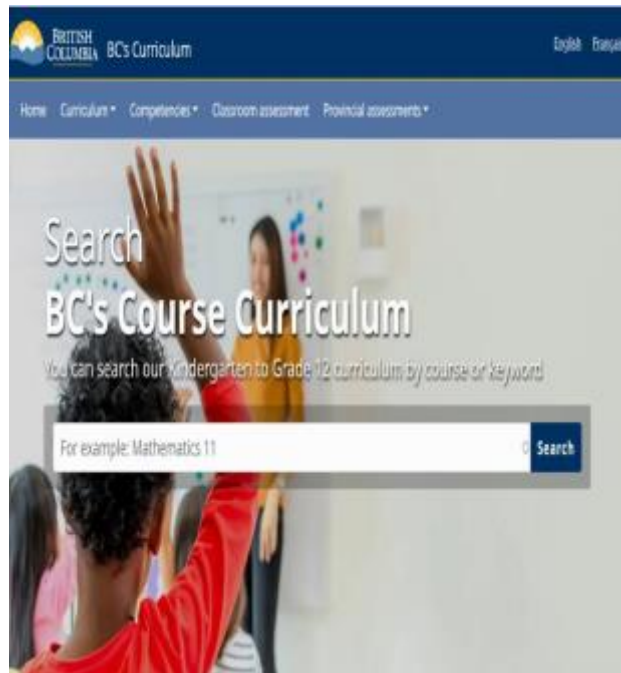 BRITISH
COLUMBIA BC's Curriculum
English Françai
Home Curriculum Competencies Classroom assessment Provincial assessments
Search
BC's Course Curriculum
You can search our Kindergarten to Grade 12 curriculum by course or keyword
For example: Mathematics 11
Search